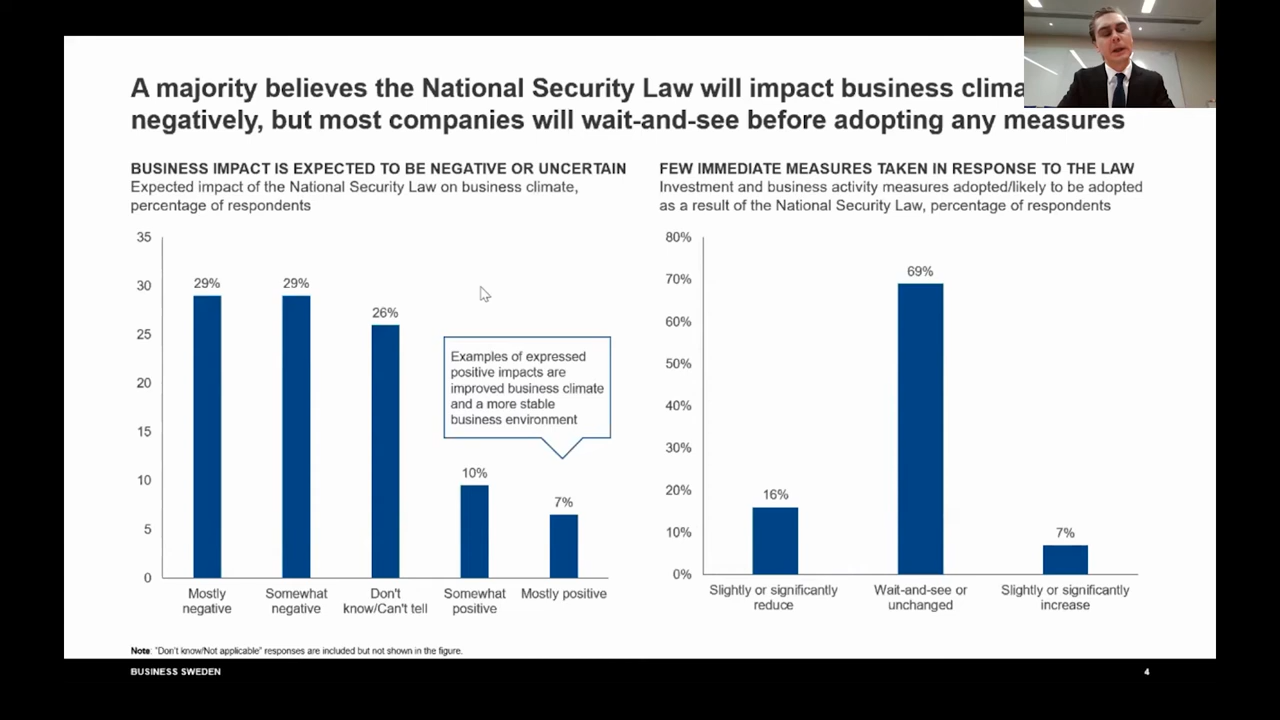 A majority believes the National Security Law will impact business clima
negatively, but most companies will wait-and-see before adopting any measures
BUSINESS IMPACT IS EXPECTED TO BE NEGATIVE OR UNCERTAIN
Expected impact of the National Security Law on business climate,
percentage of respondents
35
30
25
20
15
10
5
0
29%
29%
26%
10%
7%
Examples of expressed
positive impacts are
improved business climate
and a more stable
business environment
Mostly
negative
Somewhat
negative
Don't
know/Can't tell
Somewhat
positive
Mostly positive
FEW IMMEDIATE MEASURES TAKEN IN RESPONSE TO THE LAW
Investment and business activity measures adopted/likely to be adopted
as a result of the National Security Law, percentage of respondents
80%
70%
60%
50%
40%
30%
20%
10%
0%
16%
69%
7%
Slightly or significantly
reduce
Wait-and-see or
unchanged
Slightly or significantly
increase
Note: "Don't know/Not applicable" responses are included but not shown in the figure.
BUSINESS SWEDEN
4